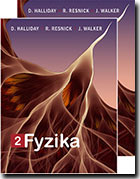 D. HALLIDAY R. RESNICK J. WALKER
D. HALLIDAY R. RESNICK J. WALKER
2 Fyzika